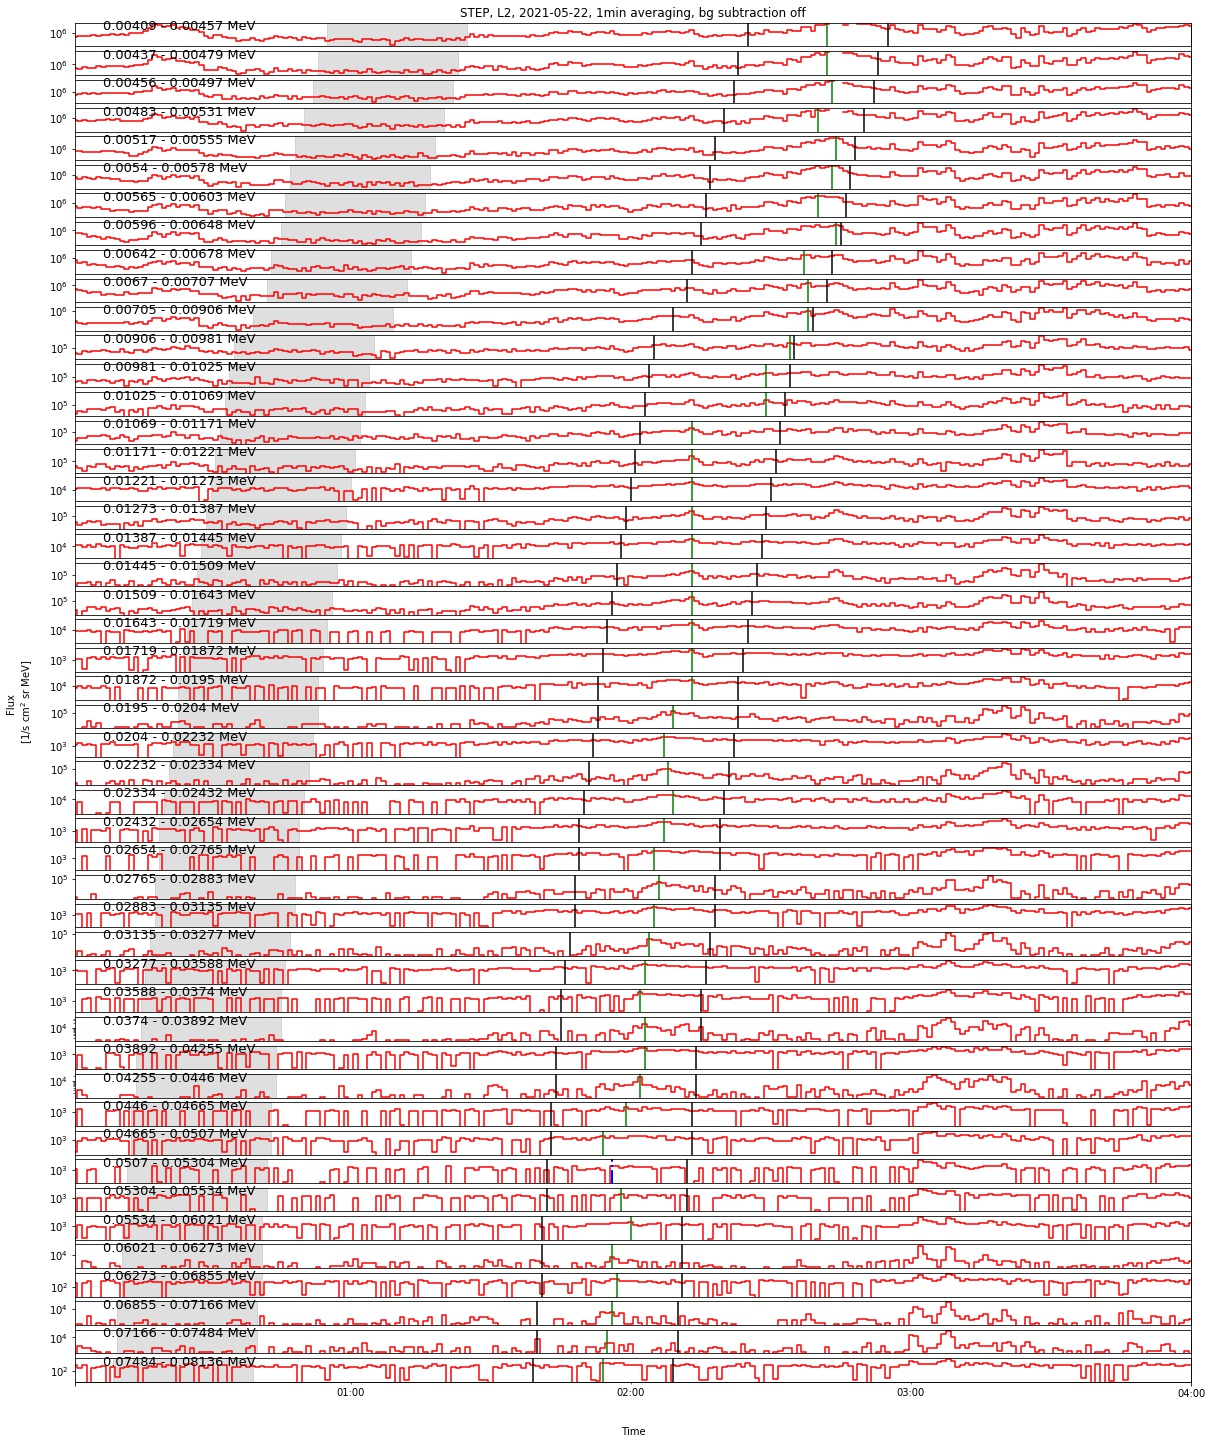 STEP, L2, 2021-05-22, 1min averaging, bg subtraction off
10⁶ 0.00409 - 0.00457 MeV
10⁶ 0.00437 - 0.00479 MeV
10⁶ 0.00456 - 0.00497 MeV
10⁶ 0.00483 - 0.00531 MeV
10⁶ 0.00517 - 0.00555 MeV
10⁶ 0.0054 - 0.00578 MeV
10⁶ 0.00565 - 0.00603 MeV
10⁶ 0.00596 - 0.00648 MeV
10⁶ 0.00642 - 0.00678 MeV
10⁶ 0.0067 - 0.00707 MeV
10⁶ 0.00705 - 0.00906 MeV
10⁵ 0.00906 - 0.00981 MeV
10⁵ 0.00981 - 0.01025 MeV
10⁵ 0.01025 - 0.01069 MeV
10⁵ 0.01069 - 0.01171 MeV
10⁵ 0.01171 - 0.01221 MeV
10⁴ 0.01221 - 0.01273 MeV
10⁵ 0.01273 - 0.01387 MeV
10⁴ 0.01387 - 0.01445 MeV
10⁵ 0.01445 - 0.01509 MeV
10⁵ 0.01509 - 0.01643 MeV
10⁴ 0.01643 - 0.01719 MeV
10³ 0.01719 - 0.01872 MeV
10⁴ 0.01872 - 0.0195 MeV
10⁵ 0.0195 - 0.0204 MeV
10³ 0.0204 - 0.02232 MeV
10⁵ 0.02232 - 0.02334 MeV
10⁴ 0.02334 - 0.02432 MeV
10³ 0.02432 - 0.02654 MeV
10³ 0.02654 - 0.02765 MeV
10⁵ 0.02765 - 0.02883 MeV
10³ 0.02883 - 0.03135 MeV
10⁵ 0.03135 - 0.03277 MeV
10³ 0.03277 - 0.03588 MeV
10³ 0.03588 - 0.0374 MeV
10⁴ 0.0374 - 0.03892 MeV
10³ 0.03892 - 0.04255 MeV
10⁴ 0.04255 - 0.0446 MeV
10³ 0.0446 - 0.04665 MeV
10³ 0.04665 - 0.0507 MeV
10³ 0.0507 - 0.05304 MeV
10³ 0.05304 - 0.05534 MeV
10³ 0.05534 - 0.06021 MeV
10⁴ 0.06021 - 0.06273 MeV
10² 0.06273 - 0.06855 MeV
10⁴ 0.06855 - 0.07166 MeV
10⁴ 0.07166 - 0.07484 MeV
10² 0.07484 - 0.08136 MeV
Flux
[1/s cm² sr MeV]
01:00 02:00 03:00 04:00
Time